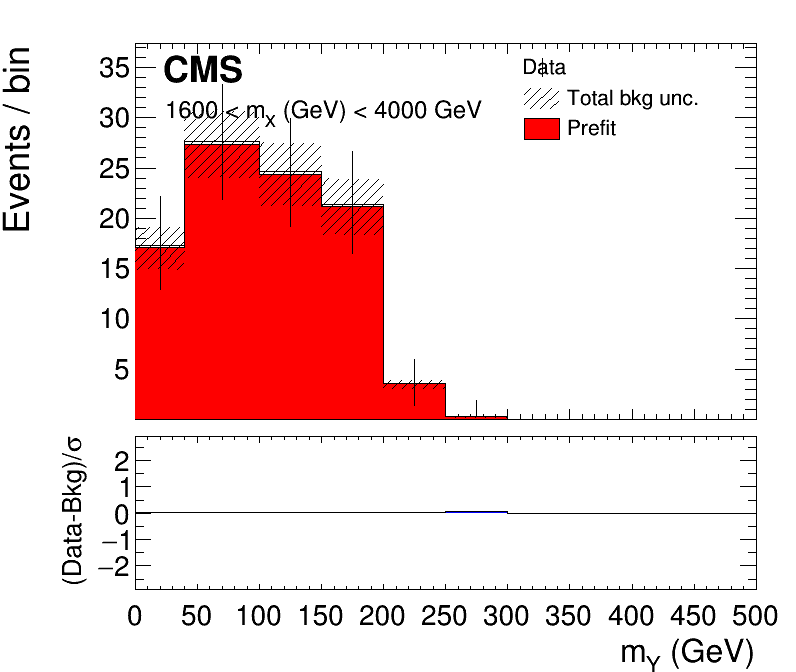 Events / bin
CMS
1600 < mX (GeV) < 4000 GeV
Data
Total bkg unc.
Prefit
35
30
25
20
15
10
5
(Data-Bkg)/σ
2
1
0
−1
−2
0 50 100 150 200 250 300 350 400 450 500
mY (GeV)